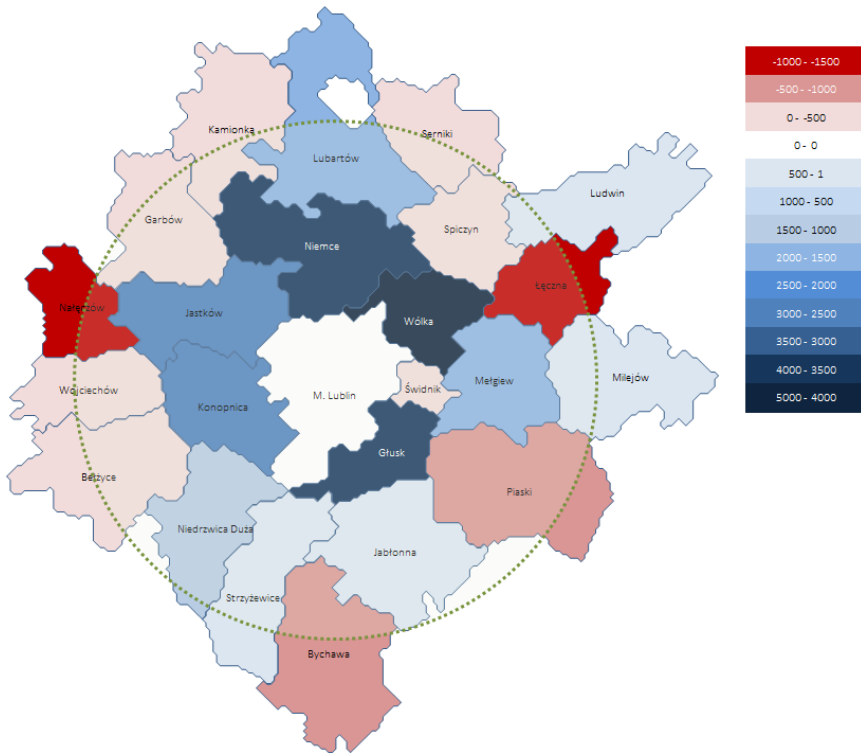 -1000 - -1500
-500 - -1000
0 - -500
0 - 0
500 - 1
1000 - 500
1500 - 1000
2000 - 1500
2500 - 2000
3000 - 2500
3500 - 3000
4000 - 3500
5000 - 4000
Kamionka
Serniki
Lubartów
Ludwin
Garbów
Spiczyn
Niemce
Łęczna
Nałęczów
Jastków
Wólka
Mełgiew
Milejów
Wojciechów
Świdnik
M. Lublin
Konopnica
Głusk
Bełżyce
Piaski
Niedrzwica Duża
Jabłonna
Strzyżewice
Bychawa